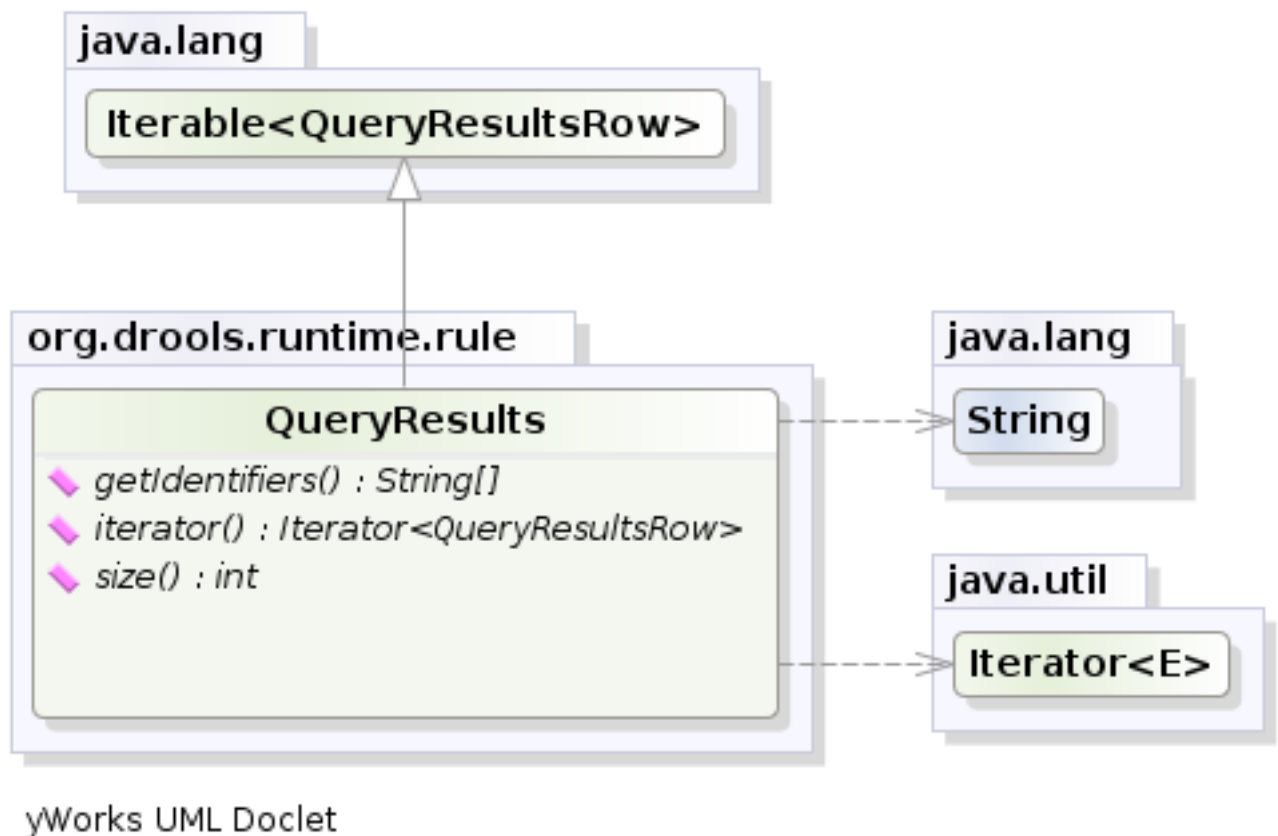 java.lang
Iterable<QueryResultsRow>
org.drools.runtime.rule
QueryResults
getIdentifiers() : String[]
iterator() : Iterator<QueryResultsRow>
size() : int
java.lang
String
java.util
Iterator<E>
yWorks UML Doclet